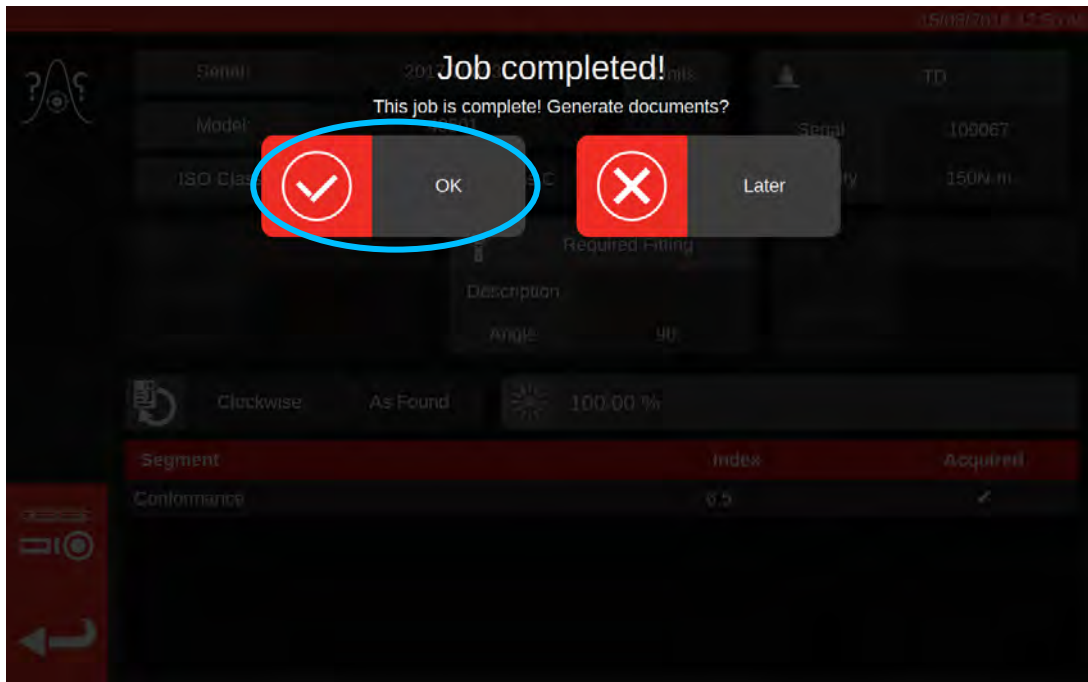 Job completed!
This job is complete! Generate documents?
OK
Later
Serial
TD
Model
Serial
109067
ISO Class
C
150N·m
Required Fitting
Description
Angle
90
Clockwise
As Found
100.00 %
Segment
Index
Acquired
Conformance
6.5